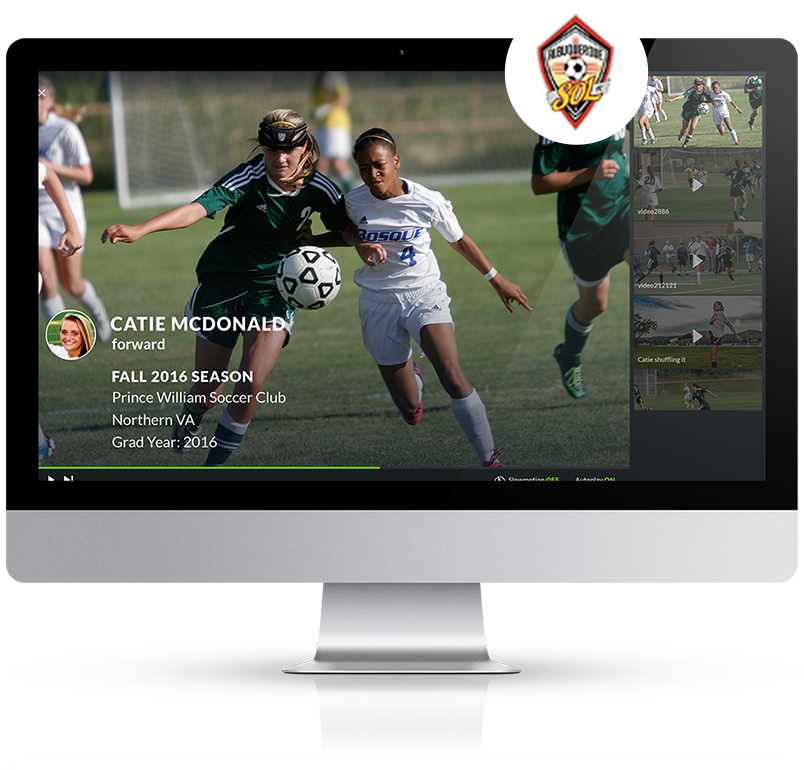 ALBUQUERQUE
SOL
2
BOSQUE
4
CATIE MCDONALD
forward
FALL 2016 SEASON
Prince William Soccer Club
Northern VA
Grad Year: 2016
Slowmotion OFF
Autoplay ON
20
video2886
video212121
Catie shuffling it